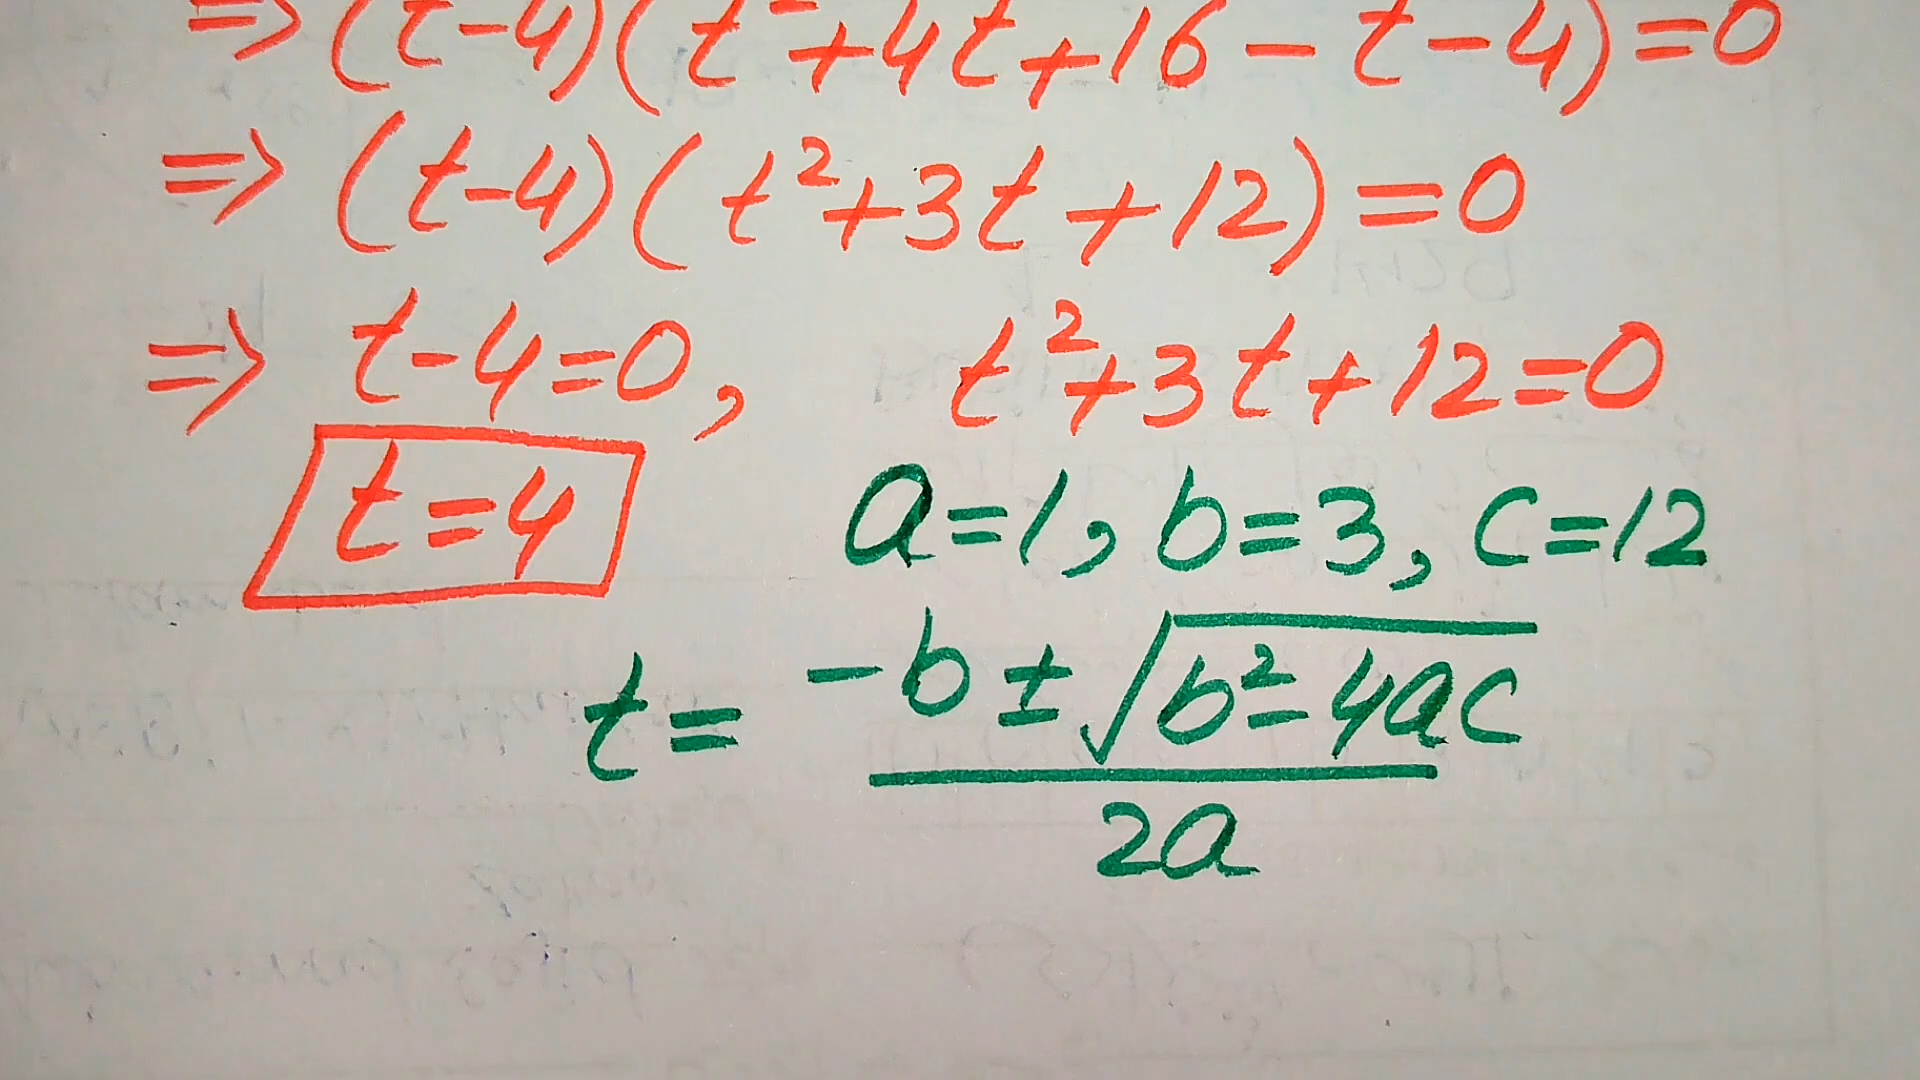 => (t-4)(t²+4t+16-t-4)=0
=> (t-4)(t²+3t+12)=0
=> t-4=0, t²+3t+12=0
t=4 a=1, b=3, c=12
t= -b±√b²-4ac
2a